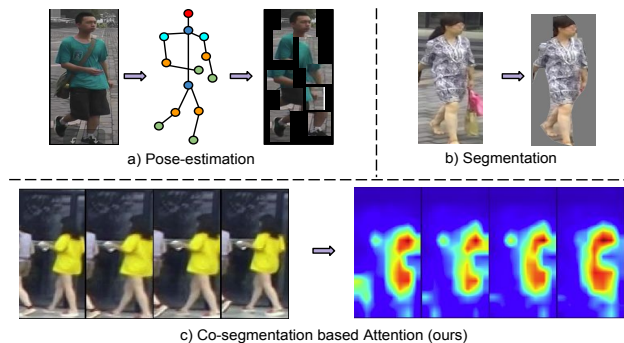 a) Pose-estimation
b) Segmentation
c) Co-segmentation based Attention (ours)